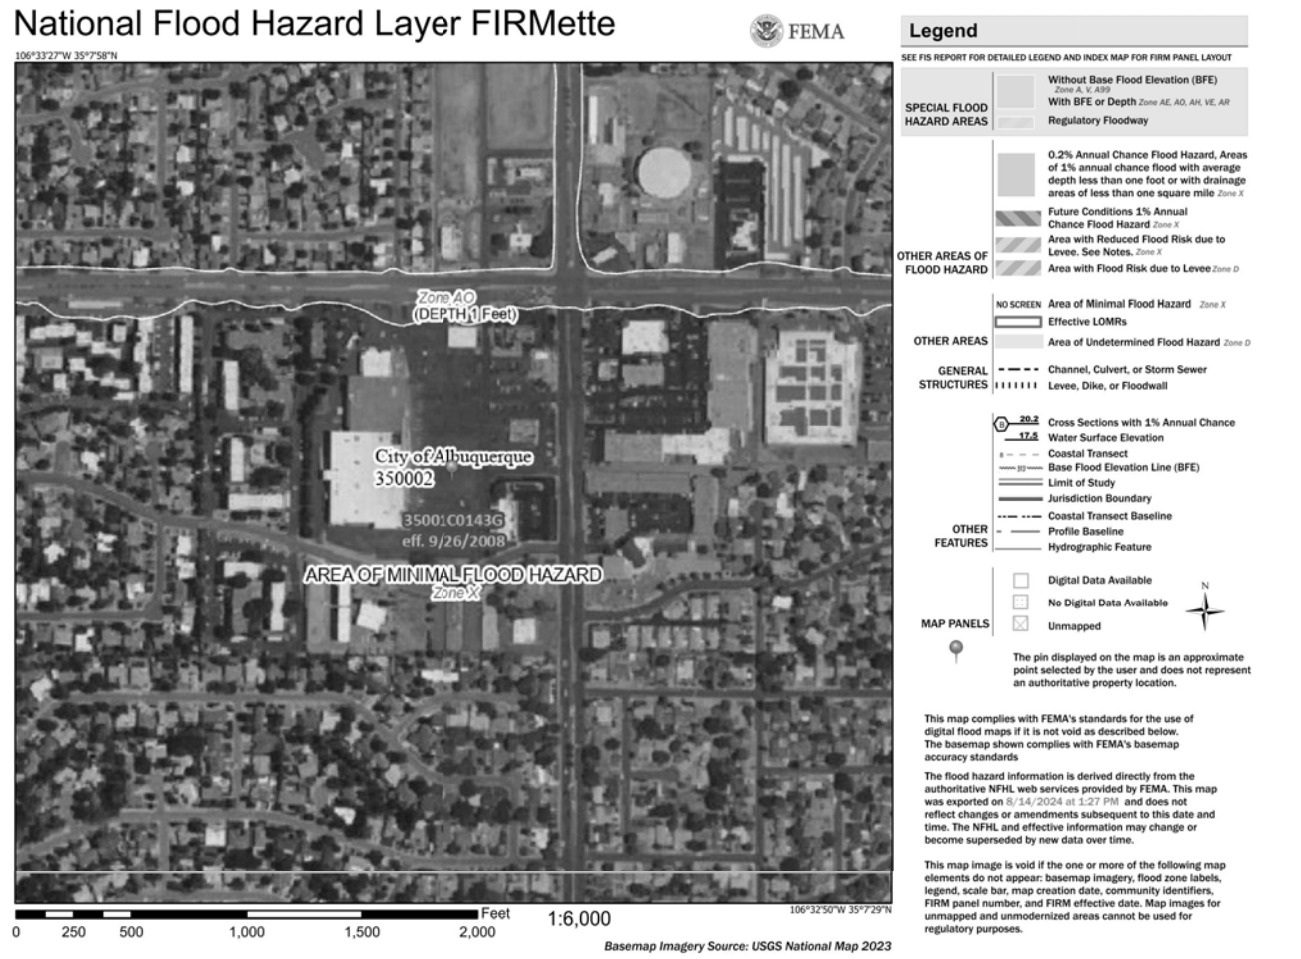 National Flood Hazard Layer FIRMette
FEMA
106°33'27"W 35°7'58"N
Zone AO
(DEPTH 1 Feet)
City of Albuquerque
350002
35001C0143G
eff. 9/26/2008
AREA OF MINIMAL FLOOD HAZARD
Zone X
Feet
1:6,000
106°32'50"W 35°7'29"N
0 250 500 1,000 1,500 2,000
Basemap Imagery Source: USGS National Map 2023
Legend
SEE FIS REPORT FOR DETAILED LEGEND AND INDEX MAP FOR FIRM PANEL LAYOUT
SPECIAL FLOOD
HAZARD AREAS
Without Base Flood Elevation (BFE)
Zone A, V, A99
With BFE or Depth Zone AE, AO, AH, VE, AR
Regulatory Floodway
OTHER AREAS OF
FLOOD HAZARD
0.2% Annual Chance Flood Hazard, Areas
of 1% annual chance flood with average
depth less than one foot or with drainage
areas of less than one square mile Zone X
Future Conditions 1% Annual
Chance Flood Hazard Zone X
Area with Reduced Flood Risk due to
Levee. See Notes. Zone X
Area with Flood Risk due to Levee Zone D
OTHER AREAS
NO SCREEN Area of Minimal Flood Hazard Zone X
Effective LOMRs
Area of Undetermined Flood Hazard Zone D
GENERAL
STRUCTURES
Channel, Culvert, or Storm Sewer
Levee, Dike, or Floodwall
OTHER
FEATURES
B 20.2 Cross Sections with 1% Annual Chance
17.5 Water Surface Elevation
8 Coastal Transect
513 Base Flood Elevation Line (BFE)
Limit of Study
Jurisdiction Boundary
Coastal Transect Baseline
Profile Baseline
Hydrographic Feature
MAP PANELS
Digital Data Available
No Digital Data Available
Unmapped
N
The pin displayed on the map is an approximate
point selected by the user and does not represent
an authoritative property location.
This map complies with FEMA's standards for the use of
digital flood maps if it is not void as described below.
The basemap shown complies with FEMA's basemap
accuracy standards
The flood hazard information is derived directly from the
authoritative NFHL web services provided by FEMA. This map
was exported on 8/14/2024 at 1:27 PM and does not
reflect changes or amendments subsequent to this date and
time. The NFHL and effective information may change or
become superseded by new data over time.
This map image is void if the one or more of the following map
elements do not appear: basemap imagery, flood zone labels,
legend, scale bar, map creation date, community identifiers,
FIRM panel number, and FIRM effective date. Map images for
unmapped and unmodernized areas cannot be used for
regulatory purposes.